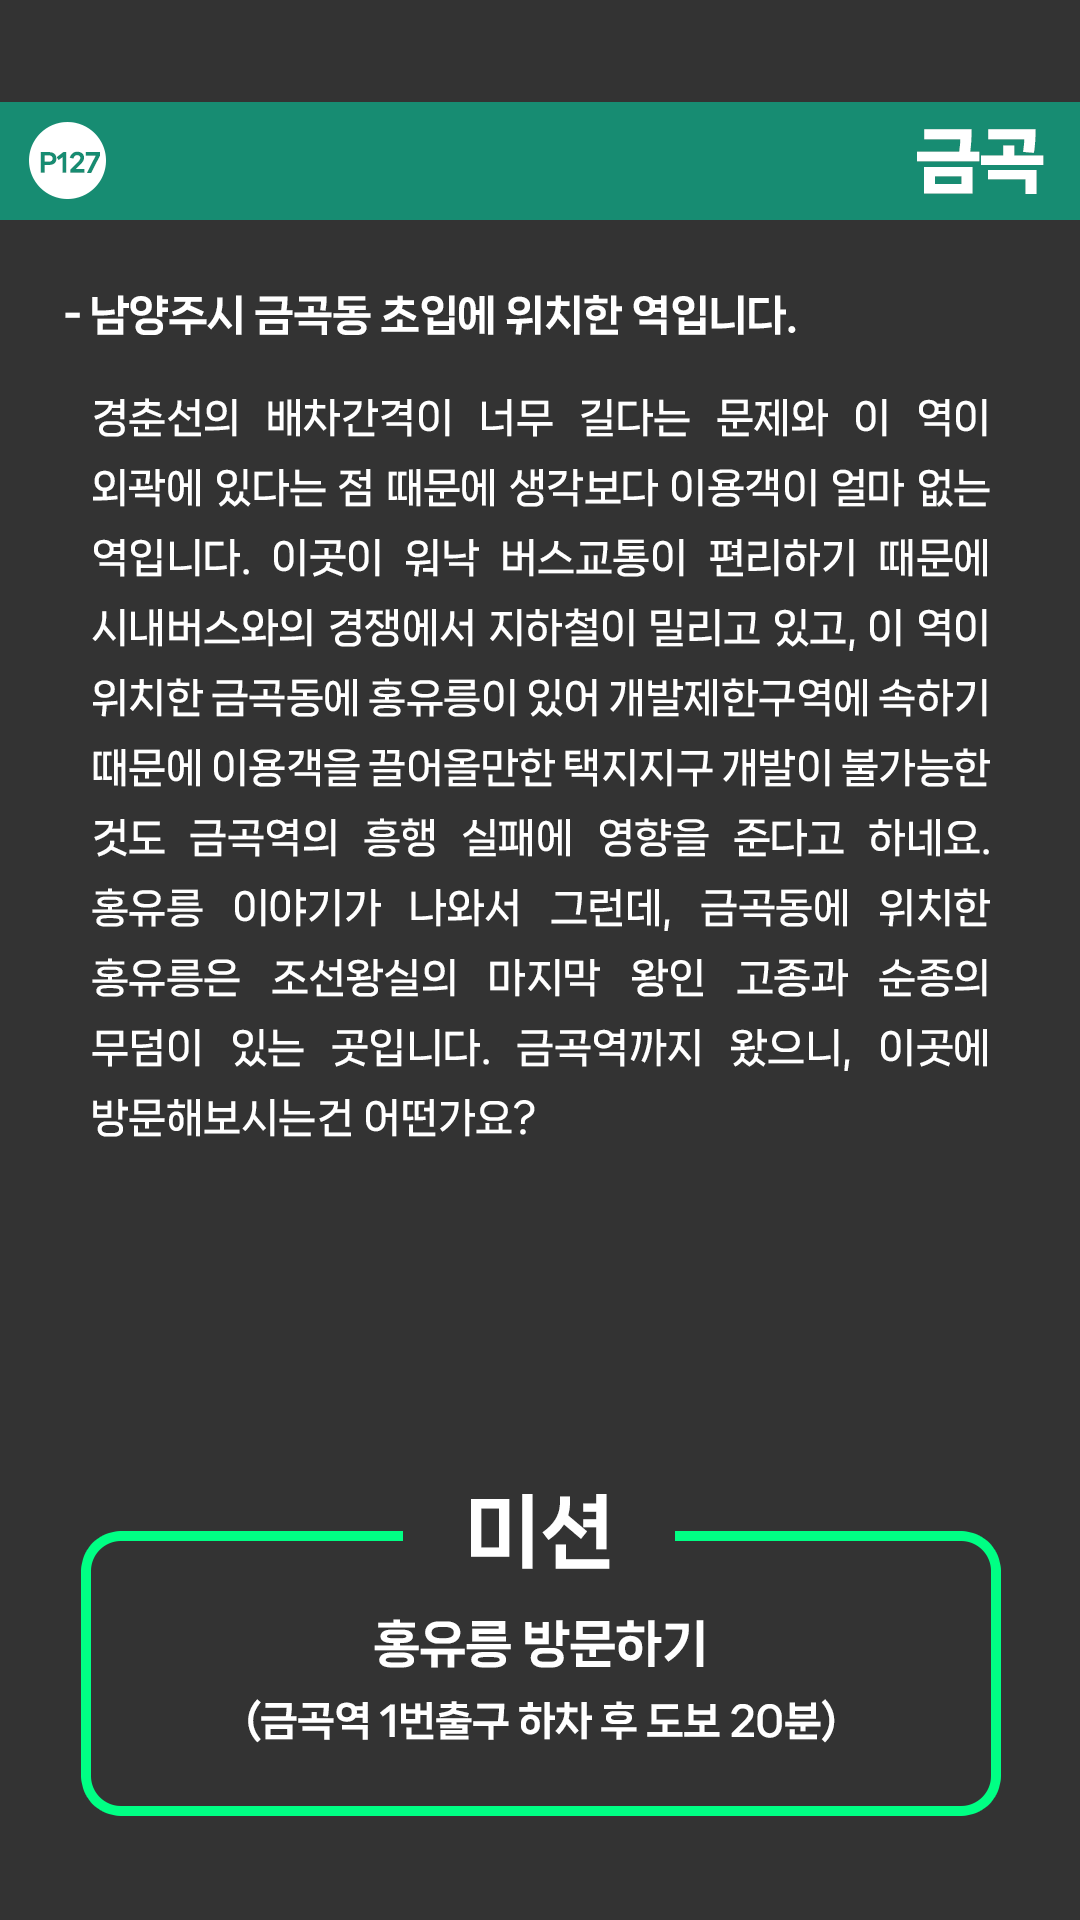 P127
금곡
- 남양주시 금곡동 초입에 위치한 역입니다.
경춘선의 배차간격이 너무 길다는 문제와 이 역이
외곽에 있다는 점 때문에 생각보다 이용객이 얼마 없는
역입니다. 이곳이 워낙 버스교통이 편리하기 때문에
시내버스와의 경쟁에서 지하철이 밀리고 있고, 이 역이
위치한 금곡동에 홍유릉이 있어 개발제한구역에 속하기
때문에 이용객을 끌어올만한 택지지구 개발이 불가능한
것도 금곡역의 흥행 실패에 영향을 준다고 하네요.
홍유릉 이야기가 나와서 그런데, 금곡동에 위치한
홍유릉은 조선왕실의 마지막 왕인 고종과 순종의
무덤이 있는 곳입니다. 금곡역까지 왔으니, 이곳에
방문해보시는건 어떤가요?
미션
홍유릉 방문하기
(금곡역 1번출구 하차 후 도보 20분)